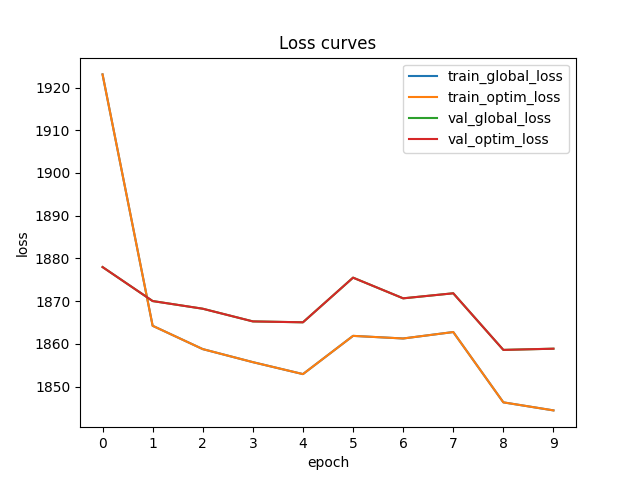 Loss curves
train_global_loss
train_optim_loss
val_global_loss
val_optim_loss
1920
1910
1900
1890
1880
1870
1860
1850
loss
0 1 2 3 4 5 6 7 8 9
epoch